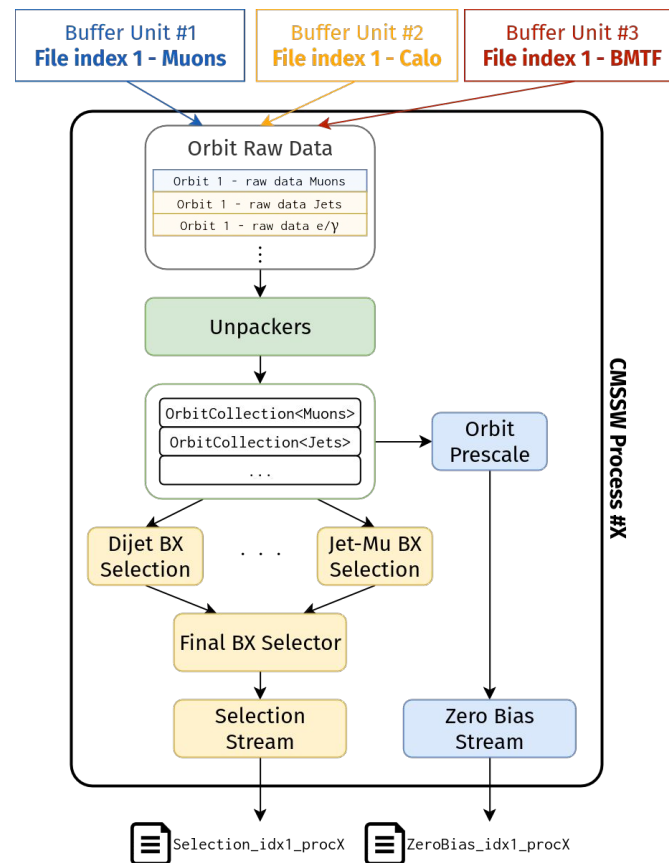 Buffer Unit #1
File index 1 - Muons
Buffer Unit #2
File index 1 - Calo
Buffer Unit #3
File index 1 - BMTF
Orbit Raw Data
Orbit 1 - raw data Muons
Orbit 1 - raw data Jets
Orbit 1 - raw data e/γ
⋮
Unpackers
OrbitCollection<Muons>
OrbitCollection<Jets>
...
Orbit
Prescale
CMSSW Process #X
Dijet BX
Selection
. . .
Jet-Mu BX
Selection
Final BX Selector
Selection
Stream
Zero Bias
Stream
Selection_idx1_procX
ZeroBias_idx1_procX